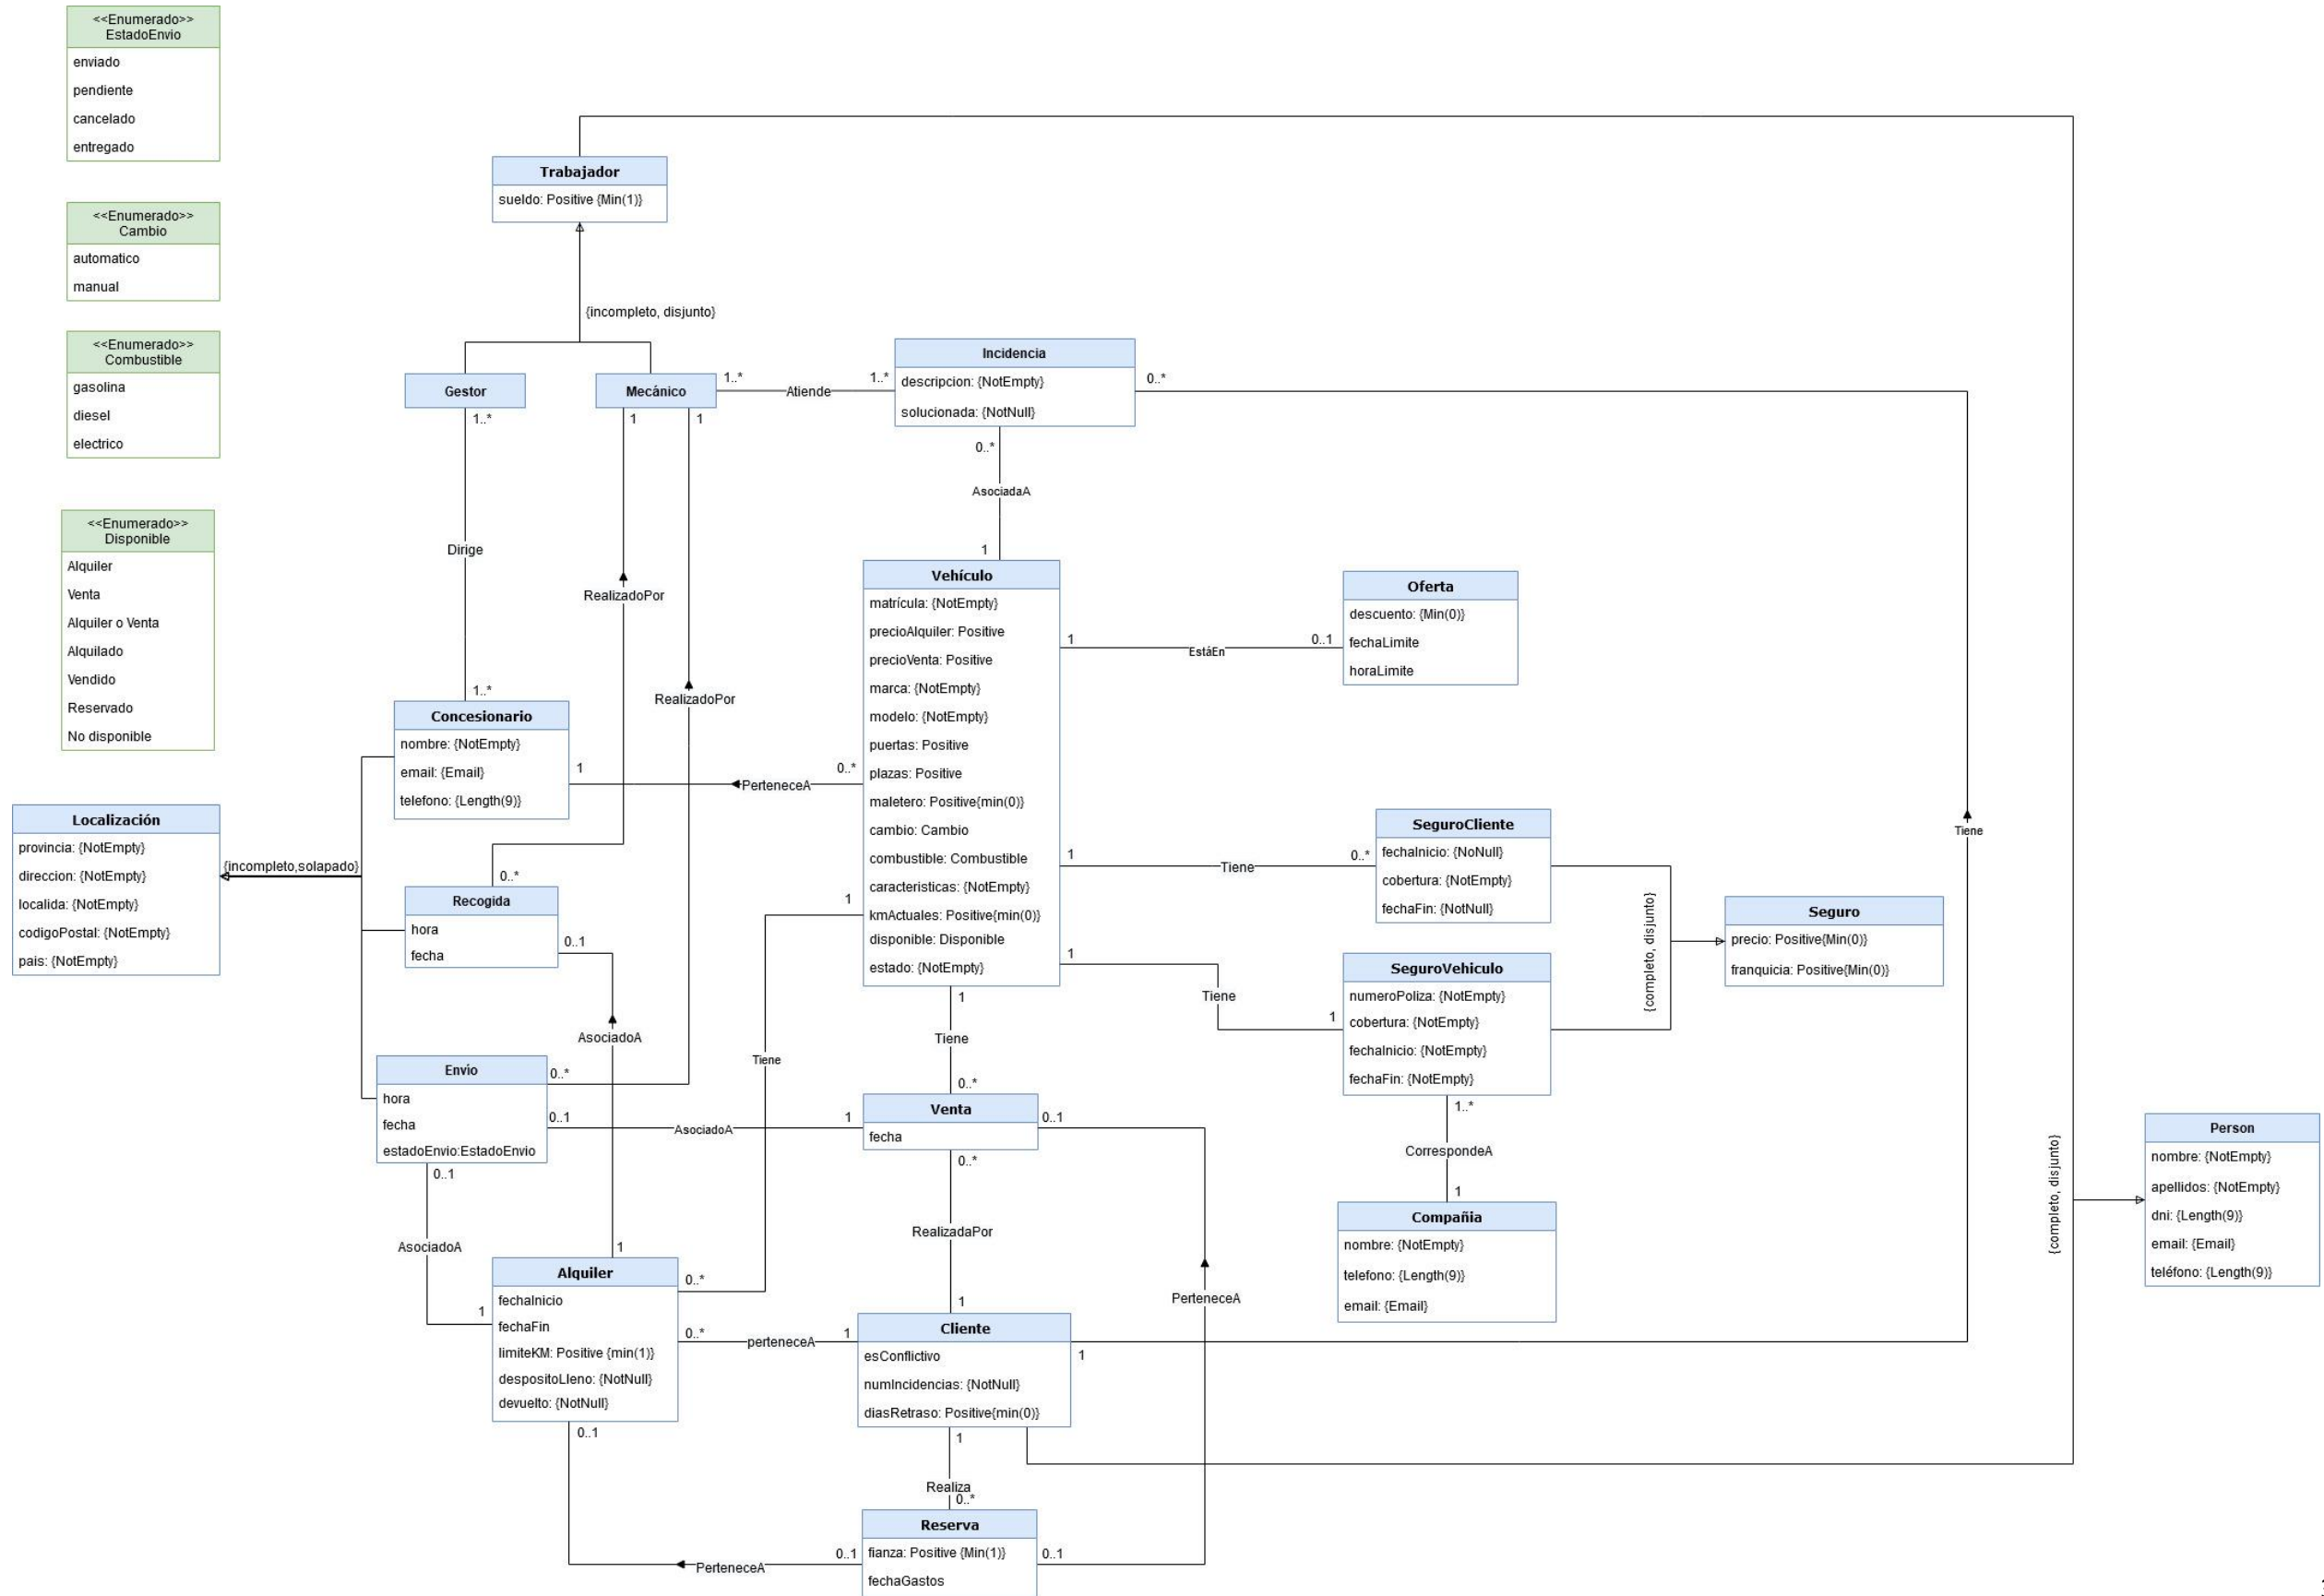 <<Enumerado>>
EstadoEnvio
enviado
pendiente
cancelado
entregado
<<Enumerado>>
Cambio
automatico
manual
<<Enumerado>>
Combustible
gasolina
diesel
electrico
<<Enumerado>>
Disponible
Alquiler
Venta
Alquiler o Venta
Alquilado
Vendido
Reservado
No disponible
Localización
provincia: {NotEmpty}
direccion: {NotEmpty}
localida: {NotEmpty}
codigoPostal: {NotEmpty}
pais: {NotEmpty}
{incompleto,solapado}
Trabajador
sueldo: Positive {Min(1)}
{incompleto, disjunto}
Gestor
1..*
Dirige
1..*
Mecánico
1..*
Atiende
1..*
1
1
RealizadoPor
RealizadoPor
Incidencia
descripcion: {NotEmpty}
solucionada: {NotNull}
0..*
0..*
AsociadaA
1
Concesionario
nombre: {NotEmpty}
email: {Email}
telefono: {Length(9)}
1
PerteneceA
0..*
Vehículo
matrícula: {NotEmpty}
precioAlquiler: Positive
precioVenta: Positive
marca: {NotEmpty}
modelo: {NotEmpty}
puertas: Positive
plazas: Positive
maletero: Positive{min(0)}
cambio: Cambio
combustible: Combustible
caracteristicas: {NotEmpty}
kmActuales: Positive{min(0)}
disponible: Disponible
estado: {NotEmpty}
1
EstáEn
0..1
Oferta
descuento: {Min(0)}
fechaLimite
horaLimite
1
Tiene
0..*
SeguroCliente
fechaInicio: {NoNull}
cobertura: {NotEmpty}
fechaFin: {NotNull}
1
Tiene
1
SeguroVehiculo
numeroPoliza: {NotEmpty}
cobertura: {NotEmpty}
fechaInicio: {NotEmpty}
fechaFin: {NotEmpty}
{completo, disjunto}
Seguro
precio: Positive{Min(0)}
franquicia: Positive{Min(0)}
Tiene
0..*
Recogida
hora
fecha
0..1
AsociadoA
1
1
Tiene
0..*
1
Tiene
0..*
Envio
hora
fecha
estadoEnvio:EstadoEnvio
0..*
0..1
AsociadoA
1
0..1
AsociadoA
1
Venta
fecha
0..1
0..*
RealizadaPor
1
1..*
CorrespondeA
1
Compañia
nombre: {NotEmpty}
telefono: {Length(9)}
email: {Email}
PerteneceA
{completo, disjunto}
Person
nombre: {NotEmpty}
apellidos: {NotEmpty}
dni: {Length(9)}
email: {Email}
teléfono: {Length(9)}
Alquiler
fechaInicio
fechaFin
limiteKM: Positive {min(1)}
despositoLleno: {NotNull}
devuelto: {NotNull}
0..*
perteneceA
1
Cliente
esConflictivo
numIncidencias: {NotNull}
diasRetraso: Positive{min(0)}
1
0..1
1
Realiza
0..*
Reserva
fianza: Positive {Min(1)}
fechaGastos
0..1
PerteneceA
0..1